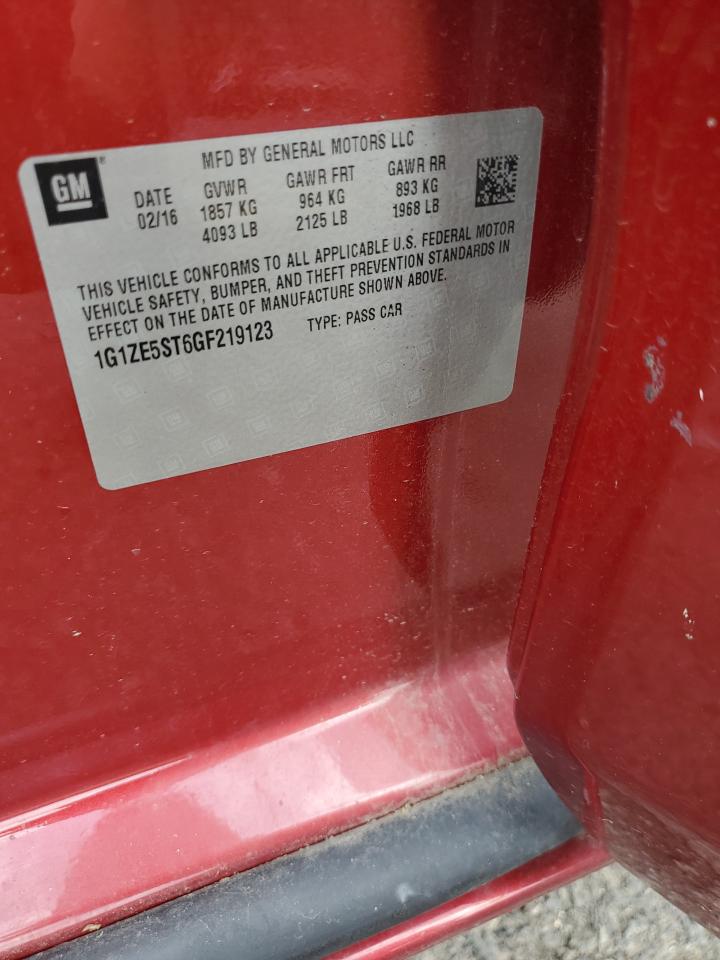 GM
MFD BY GENERAL MOTORS LLC
DATE GVWR GAWR FRT GAWR RR
02/16 1857 KG 964 KG 893 KG
4093 LB 2125 LB 1968 LB
THIS VEHICLE CONFORMS TO ALL APPLICABLE U.S. FEDERAL MOTOR
VEHICLE SAFETY, BUMPER, AND THEFT PREVENTION STANDARDS IN
EFFECT ON THE DATE OF MANUFACTURE SHOWN ABOVE.
1G1ZE5ST6GF219123 TYPE: PASS CAR